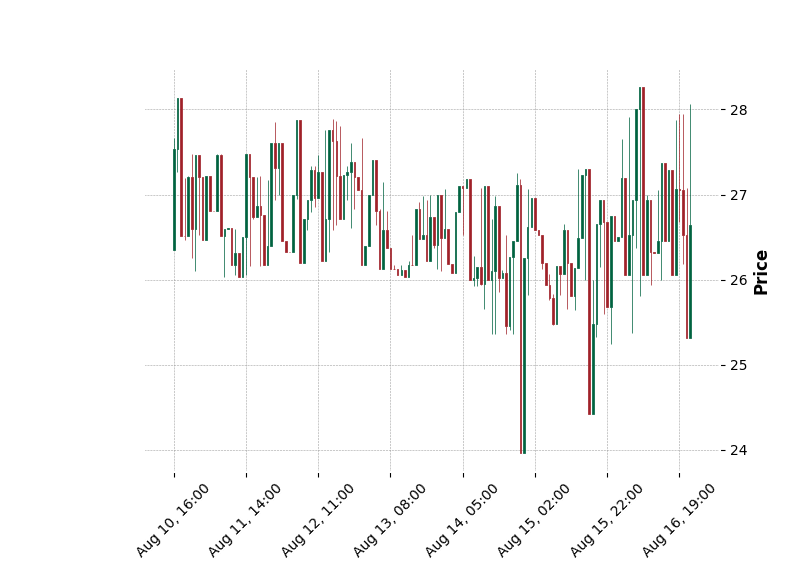 28
27
26
25
24
Price
Aug 10, 16:00
Aug 11, 14:00
Aug 12, 11:00
Aug 13, 08:00
Aug 14, 05:00
Aug 15, 02:00
Aug 15, 22:00
Aug 16, 19:00